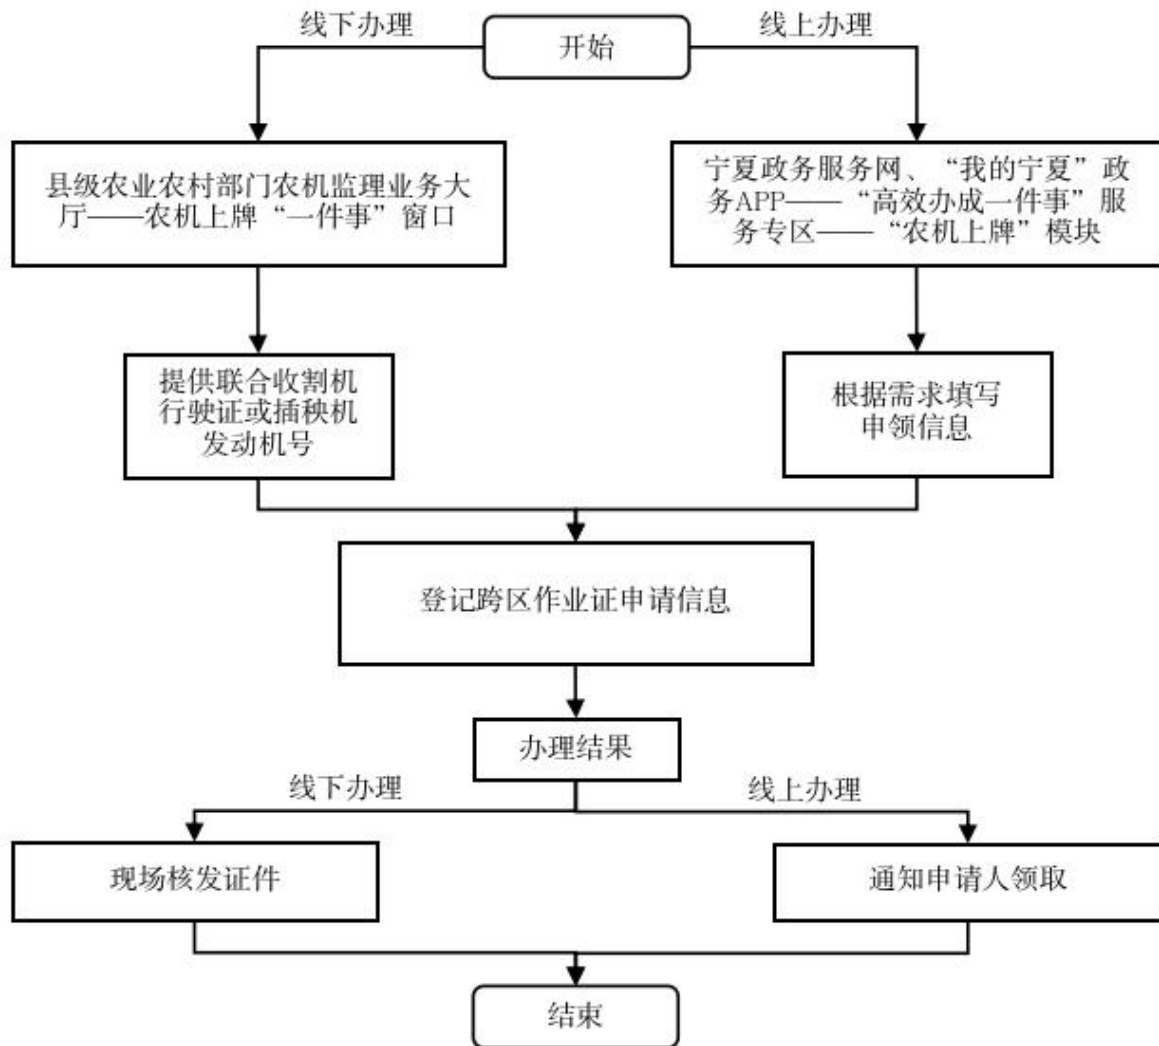 线下办理
开始
线上办理
县级农业农村部门农机监理业务大
厅——农机上牌“一件事”窗口
宁夏政务服务网、“我的宁夏”政
务APP——“高效办成一件事”服
务专区——“农机上牌”模块
提供联合收割机
行驶证或插秧机
发动机号
根据需求填写
申领信息
登记跨区作业证申请信息
办理结果
线下办理
线上办理
现场核发证件
通知申请人领取
结束